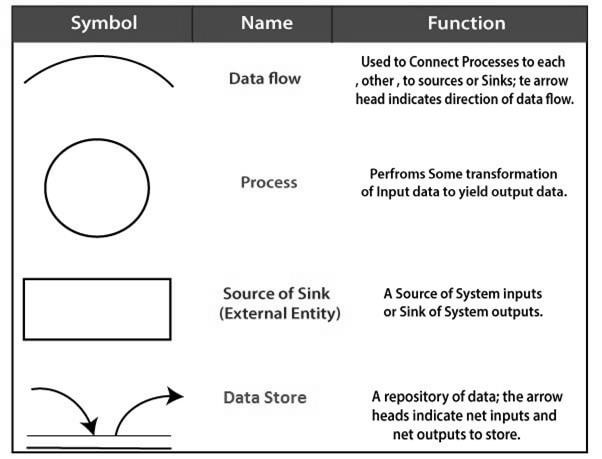 Symbol Name Function
Data flow
Used to Connect Processes to each
, other , to sources or Sinks; te arrow
head indicates direction of data flow.
Process
Perfroms Some transformation
of Input data to yield output data.
Source of Sink
(External Entity)
A Source of System inputs
or Sink of System outputs.
Data Store
A repository of data; the arrow
heads indicate net inputs and
net outputs to store.